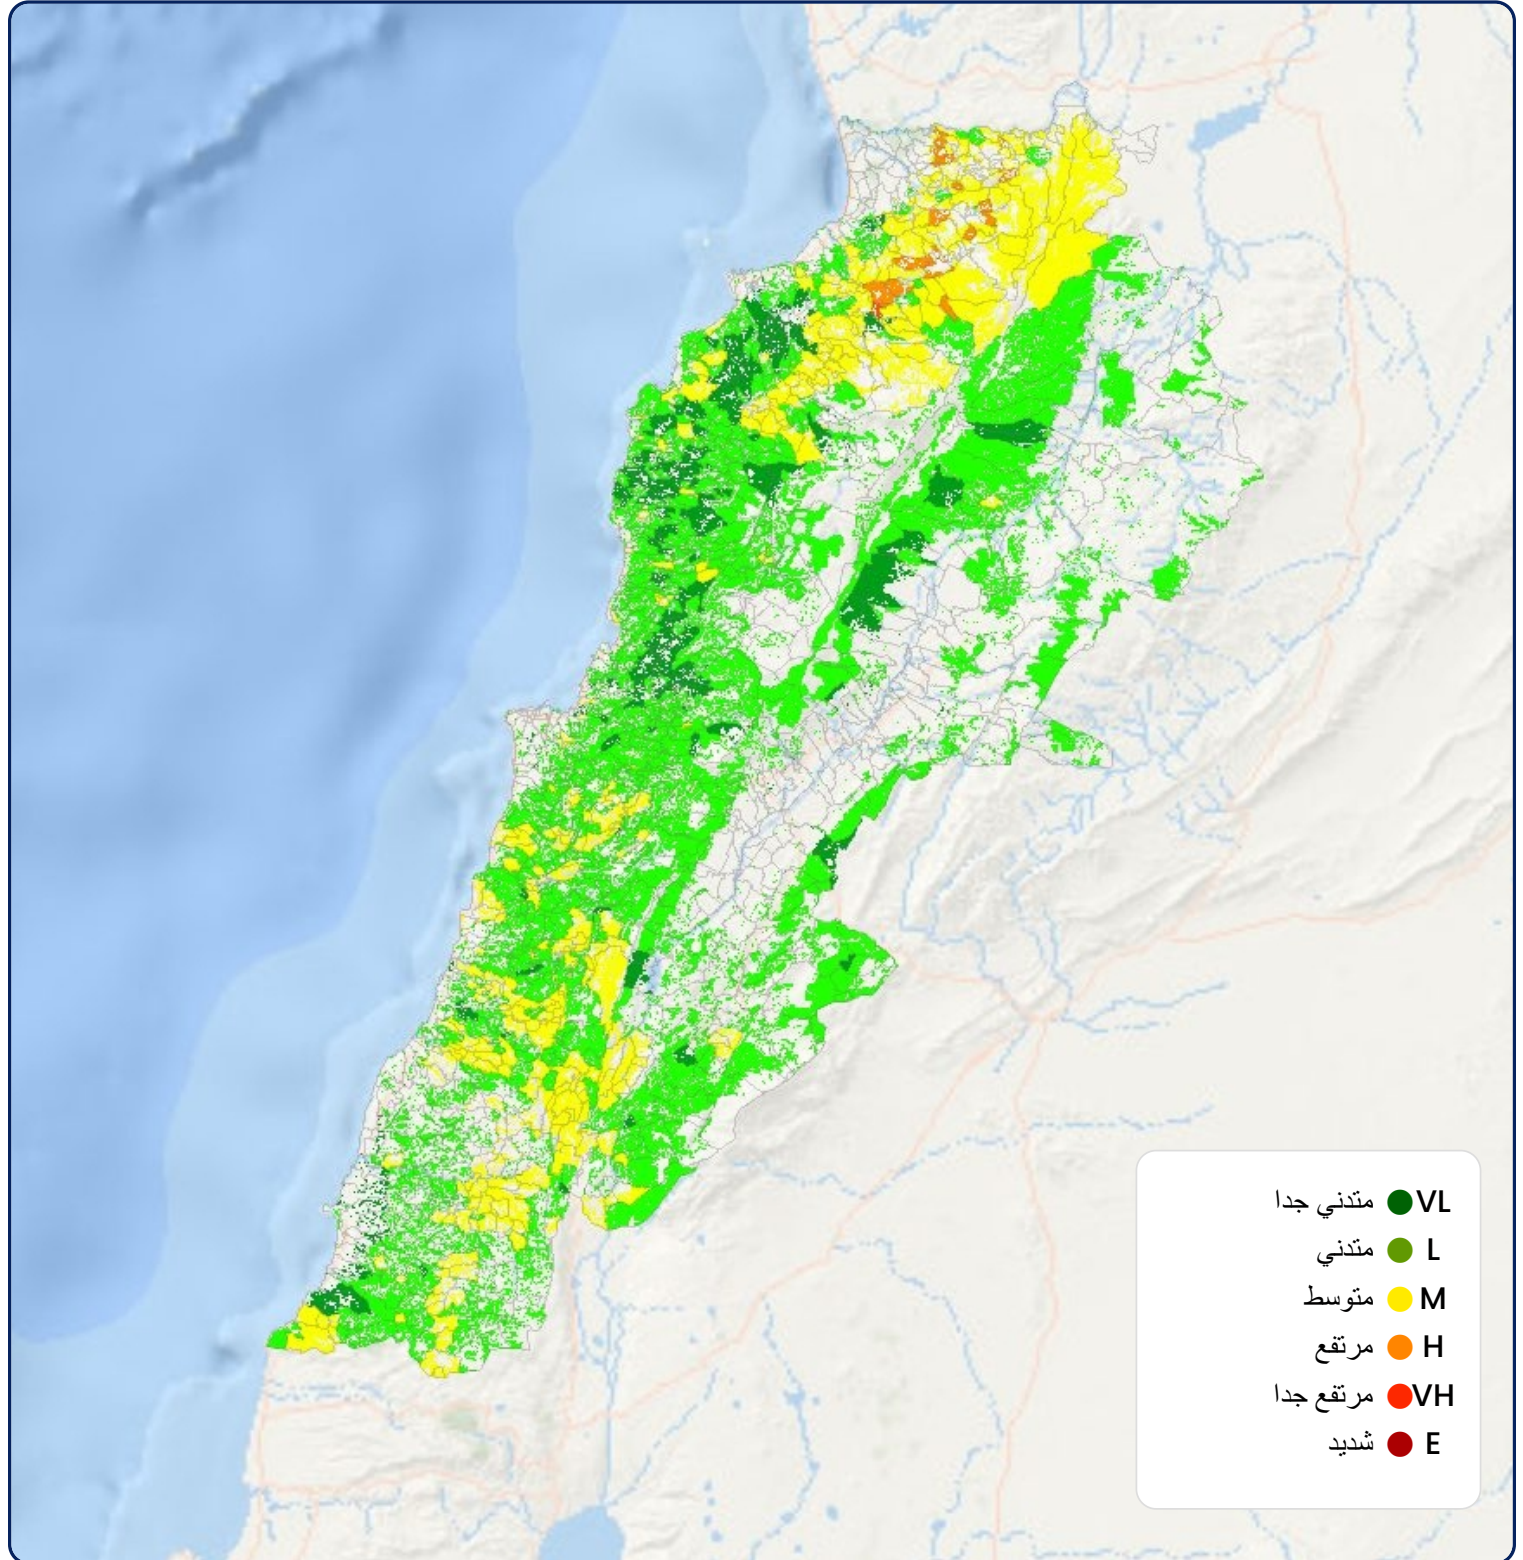 VL متدني جدا
L متدني
M متوسط
H مرتفع
VH مرتفع جدا
E شديد